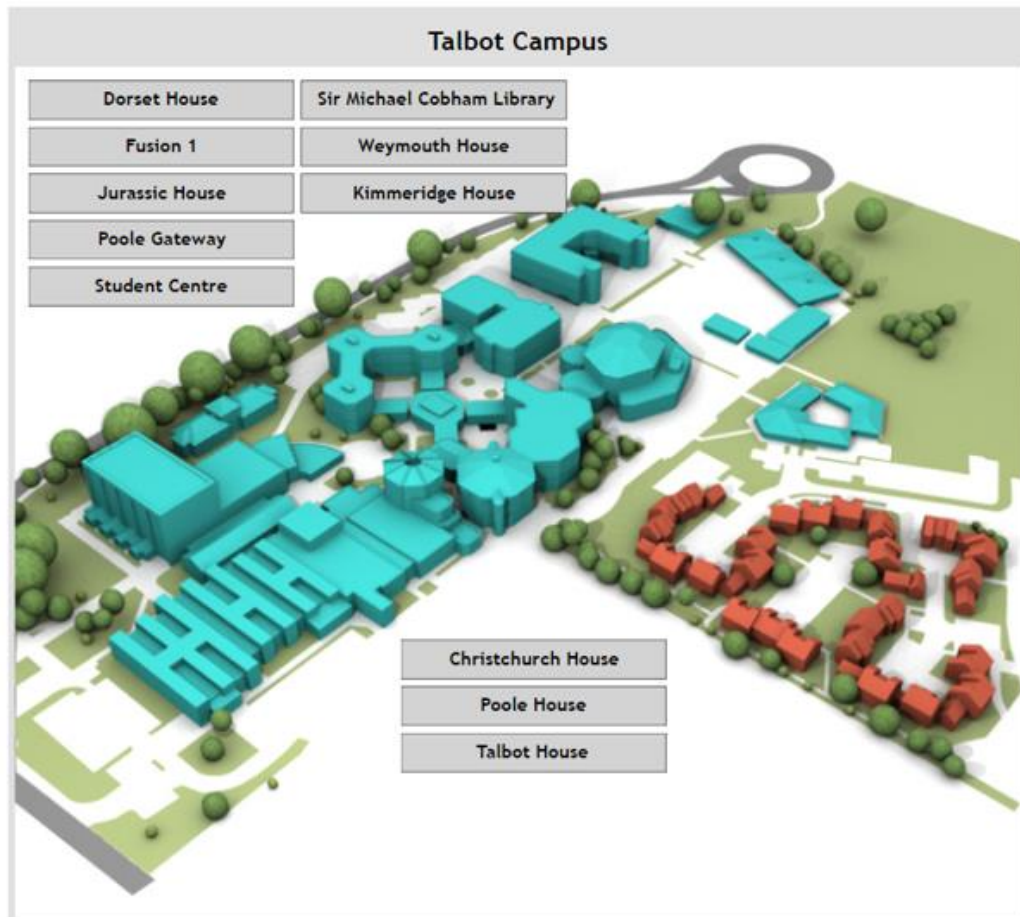 Talbot Campus
Dorset House
Sir Michael Cobham Library
Fusion 1
Weymouth House
Jurassic House
Kimmeridge House
Poole Gateway
Student Centre
Christchurch House
Poole House
Talbot House